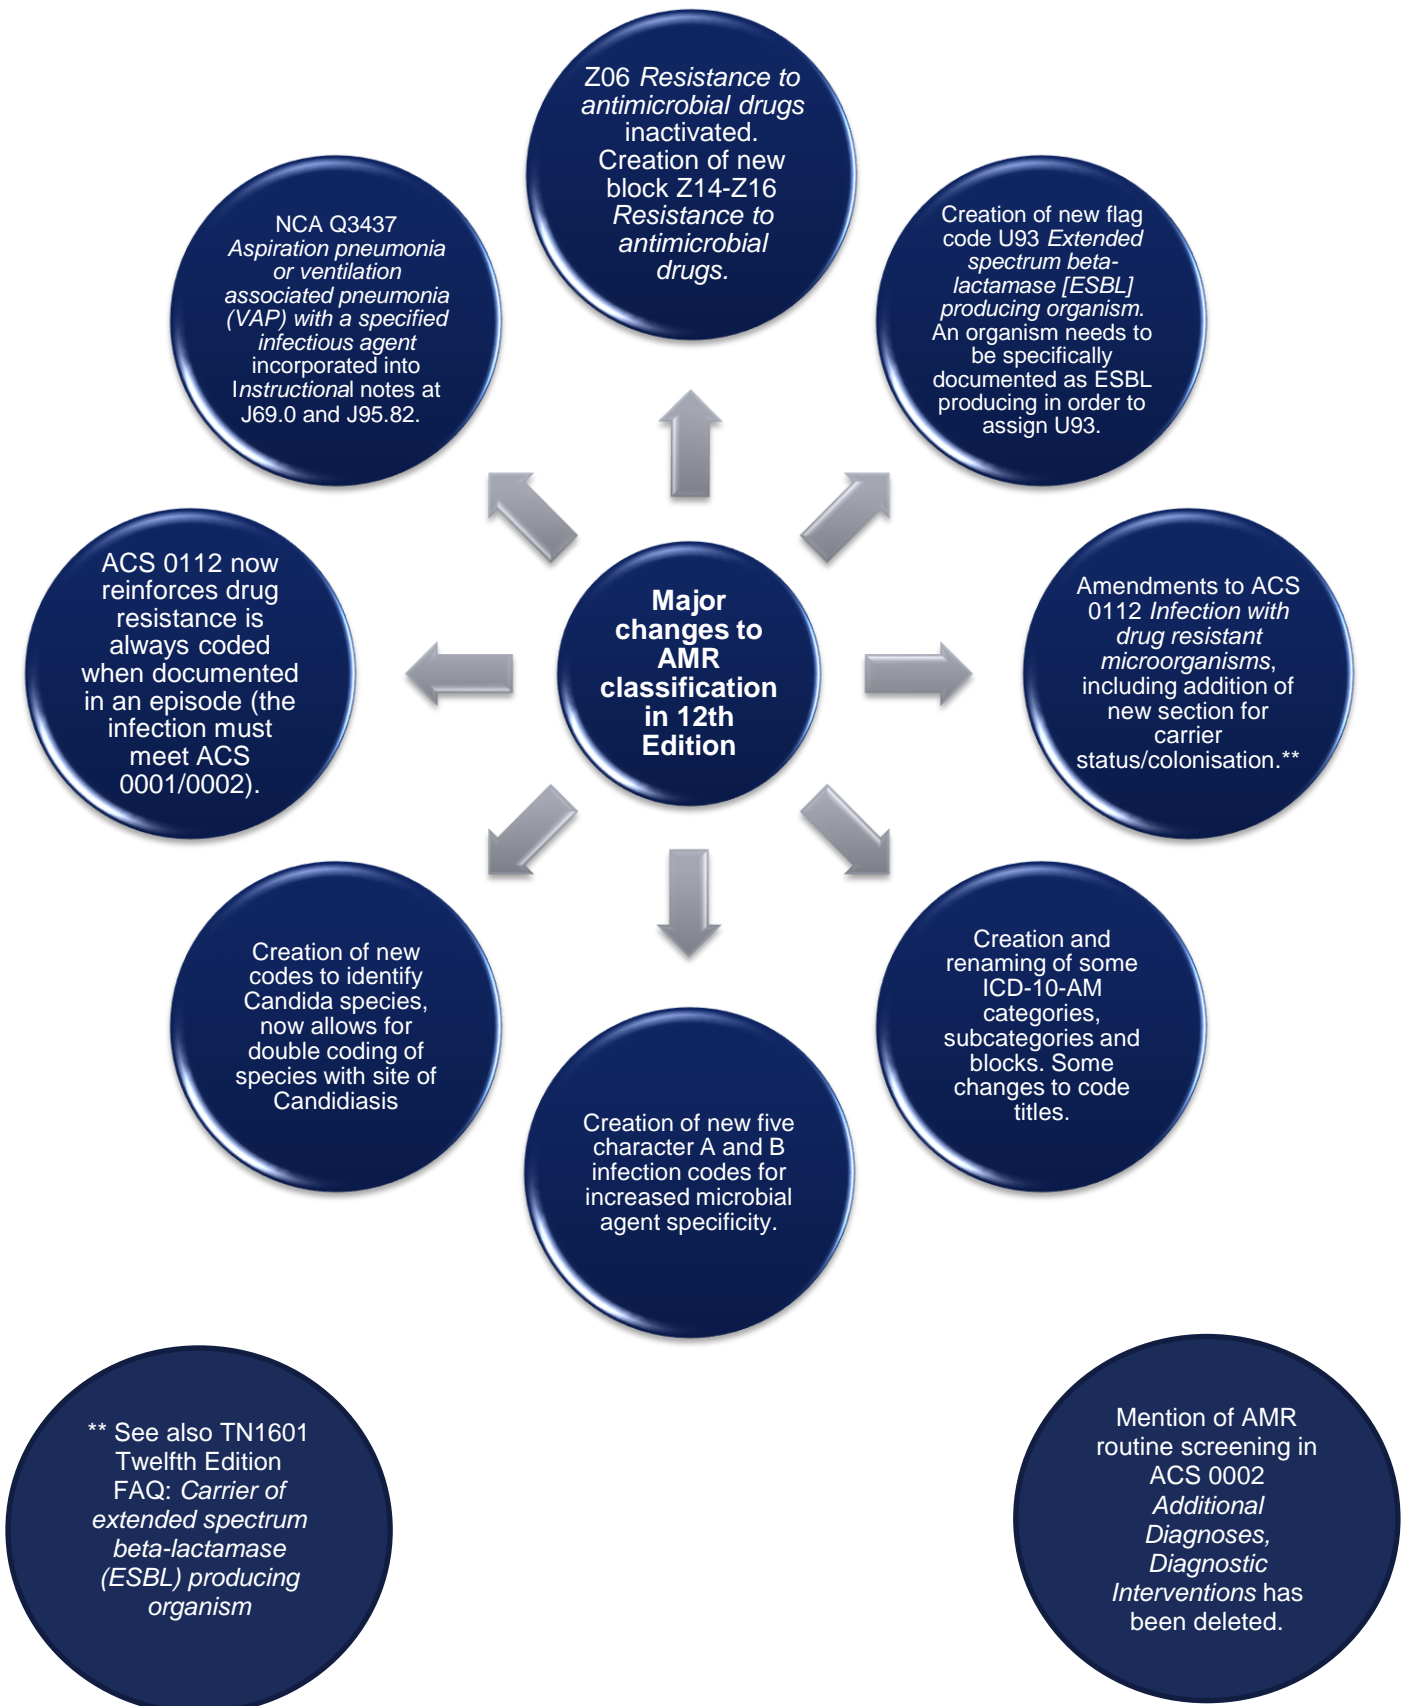 Z06 Resistance to
antimicrobial drugs
inactivated.
Creation of new
block Z14-Z16
Resistance to
antimicrobial
drugs.
NCA Q3437
Aspiration pneumonia
or ventilation
associated pneumonia
(VAP) with a specified
infectious agent
incorporated into
Instructional notes at
J69.0 and J95.82.
Creation of new flag
code U93 Extended
spectrum beta-
lactamase [ESBL]
producing organism.
An organism needs to
be specifically
documented as ESBL
producing in order to
assign U93.
ACS 0112 now
reinforces drug
resistance is
always coded
when documented
in an episode (the
infection must
meet ACS
0001/0002).
Major
changes to
AMR
classification
in 12th
Edition
Amendments to ACS
0112 Infection with
drug resistant
microorganisms,
including addition of
new section for
carrier
status/colonisation.**
Creation of new
codes to identify
Candida species,
now allows for
double coding of
species with site of
Candidiasis
Creation of new five
character A and B
infection codes for
increased microbial
agent specificity.
Creation and
renaming of some
ICD-10-AM
categories,
subcategories and
blocks. Some
changes to code
titles.
** See also TN1601
Twelfth Edition
FAQ: Carrier of
extended spectrum
beta-lactamase
(ESBL) producing
organism
Mention of AMR
routine screening in
ACS 0002
Additional
Diagnoses,
Diagnostic
Interventions has
been deleted.